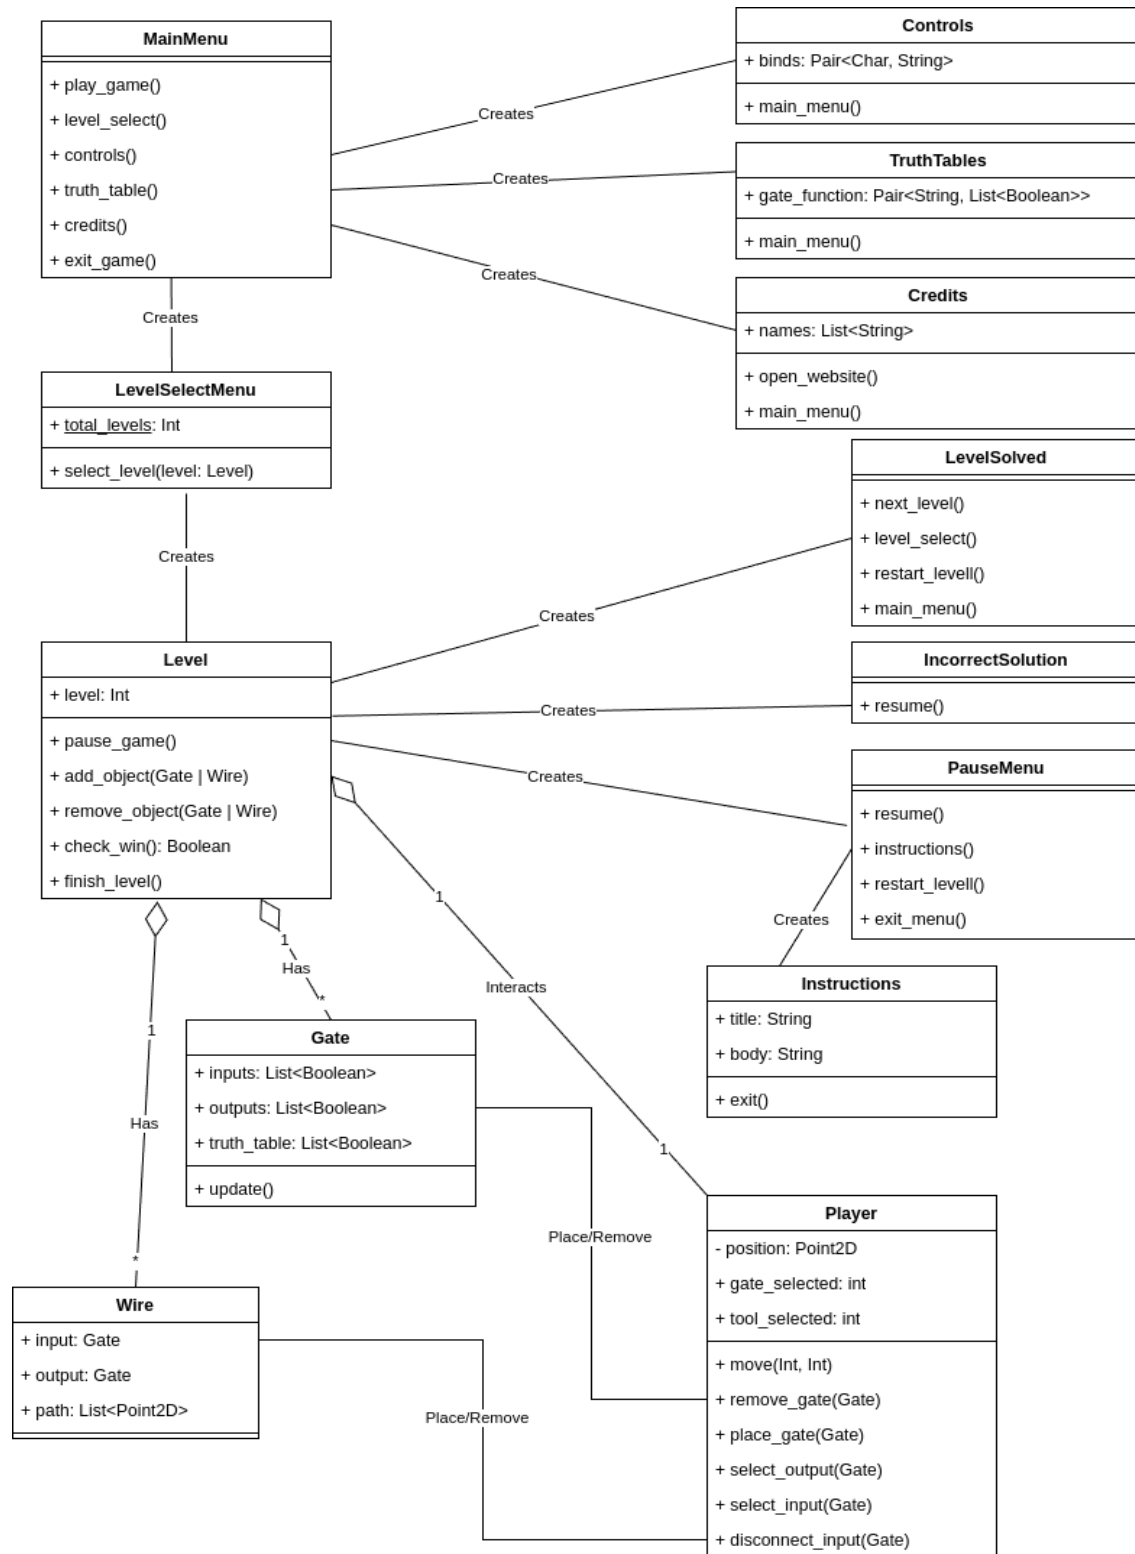 MainMenu
+ play_game()
+ level_select()
+ controls()
+ truth_table()
+ credits()
+ exit_game()
Creates
Controls
+ binds: Pair<Char, String>
+ main_menu()
Creates
TruthTables
+ gate_function: Pair<String, List<Boolean>>
+ main_menu()
Creates
Credits
+ names: List<String>
+ open_website()
+ main_menu()
Creates
LevelSelectMenu
+ total_levels: Int
+ select_level(level: Level)
Creates
Level
+ level: Int
+ pause_game()
+ add_object(Gate | Wire)
+ remove_object(Gate | Wire)
+ check_win(): Boolean
+ finish_level()
Creates
LevelSolved
+ next_level()
+ level_select()
+ restart_levell()
+ main_menu()
Creates
IncorrectSolution
+ resume()
Creates
PauseMenu
+ resume()
+ instructions()
+ restart_levell()
+ exit_menu()
Creates
Instructions
+ title: String
+ body: String
+ exit()
1
Interacts
1
1
Has
*
Gate
+ inputs: List<Boolean>
+ outputs: List<Boolean>
+ truth_table: List<Boolean>
+ update()
1
Has
*
Wire
+ input: Gate
+ output: Gate
+ path: List<Point2D>
Place/Remove
Place/Remove
Player
- position: Point2D
+ gate_selected: int
+ tool_selected: int
+ move(Int, Int)
+ remove_gate(Gate)
+ place_gate(Gate)
+ select_output(Gate)
+ select_input(Gate)
+ disconnect_input(Gate)